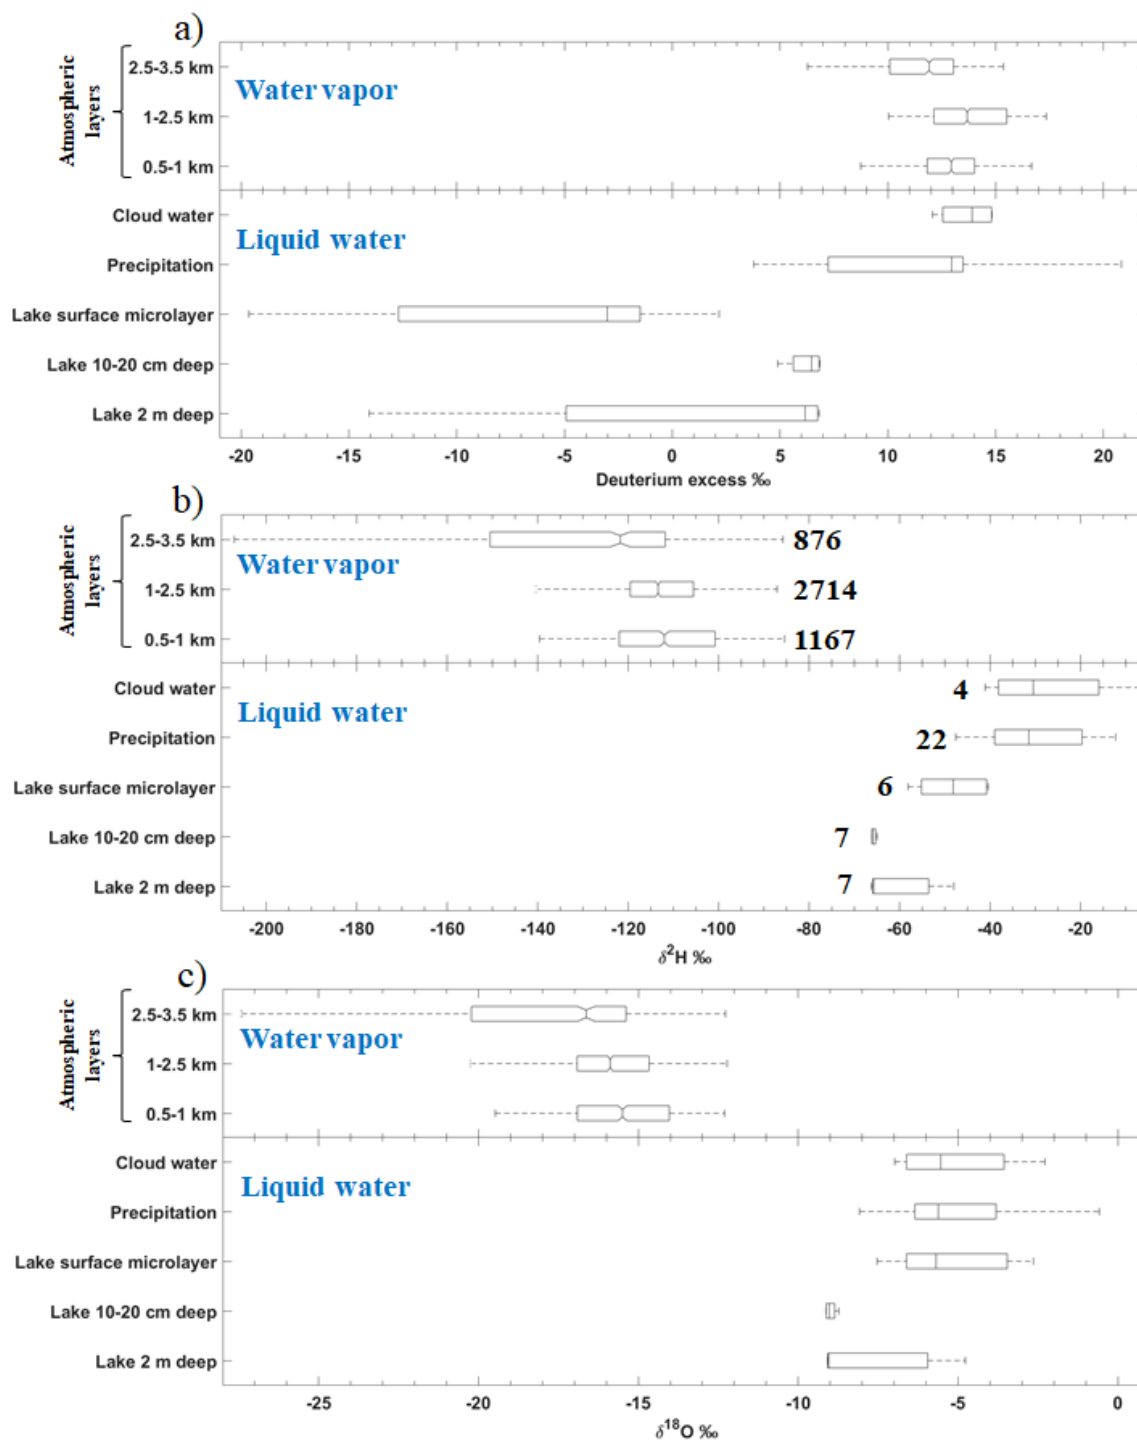 a)
Atmospheric
layers
2.5-3.5 km
Water vapor
1-2.5 km
0.5-1 km
Cloud water
Liquid water
Precipitation
Lake surface microlayer
Lake 10-20 cm deep
Lake 2 m deep
-20 -15 -10 -5 0 5 10 15 20
Deuterium excess ‰
b)
Atmospheric
layers
2.5-3.5 km 876
Water vapor
1-2.5 km 2714
0.5-1 km 1167
Cloud water 4
Liquid water
Precipitation 22
Lake surface microlayer 6
Lake 10-20 cm deep 7
Lake 2 m deep 7
-200 -180 -160 -140 -120 -100 -80 -60 -40 -20
δ²H ‰
c)
Atmospheric
layers
2.5-3.5 km
Water vapor
1-2.5 km
0.5-1 km
Cloud water
Liquid water
Precipitation
Lake surface microlayer
Lake 10-20 cm deep
Lake 2 m deep
-25 -20 -15 -10 -5 0
δ¹⁸O ‰